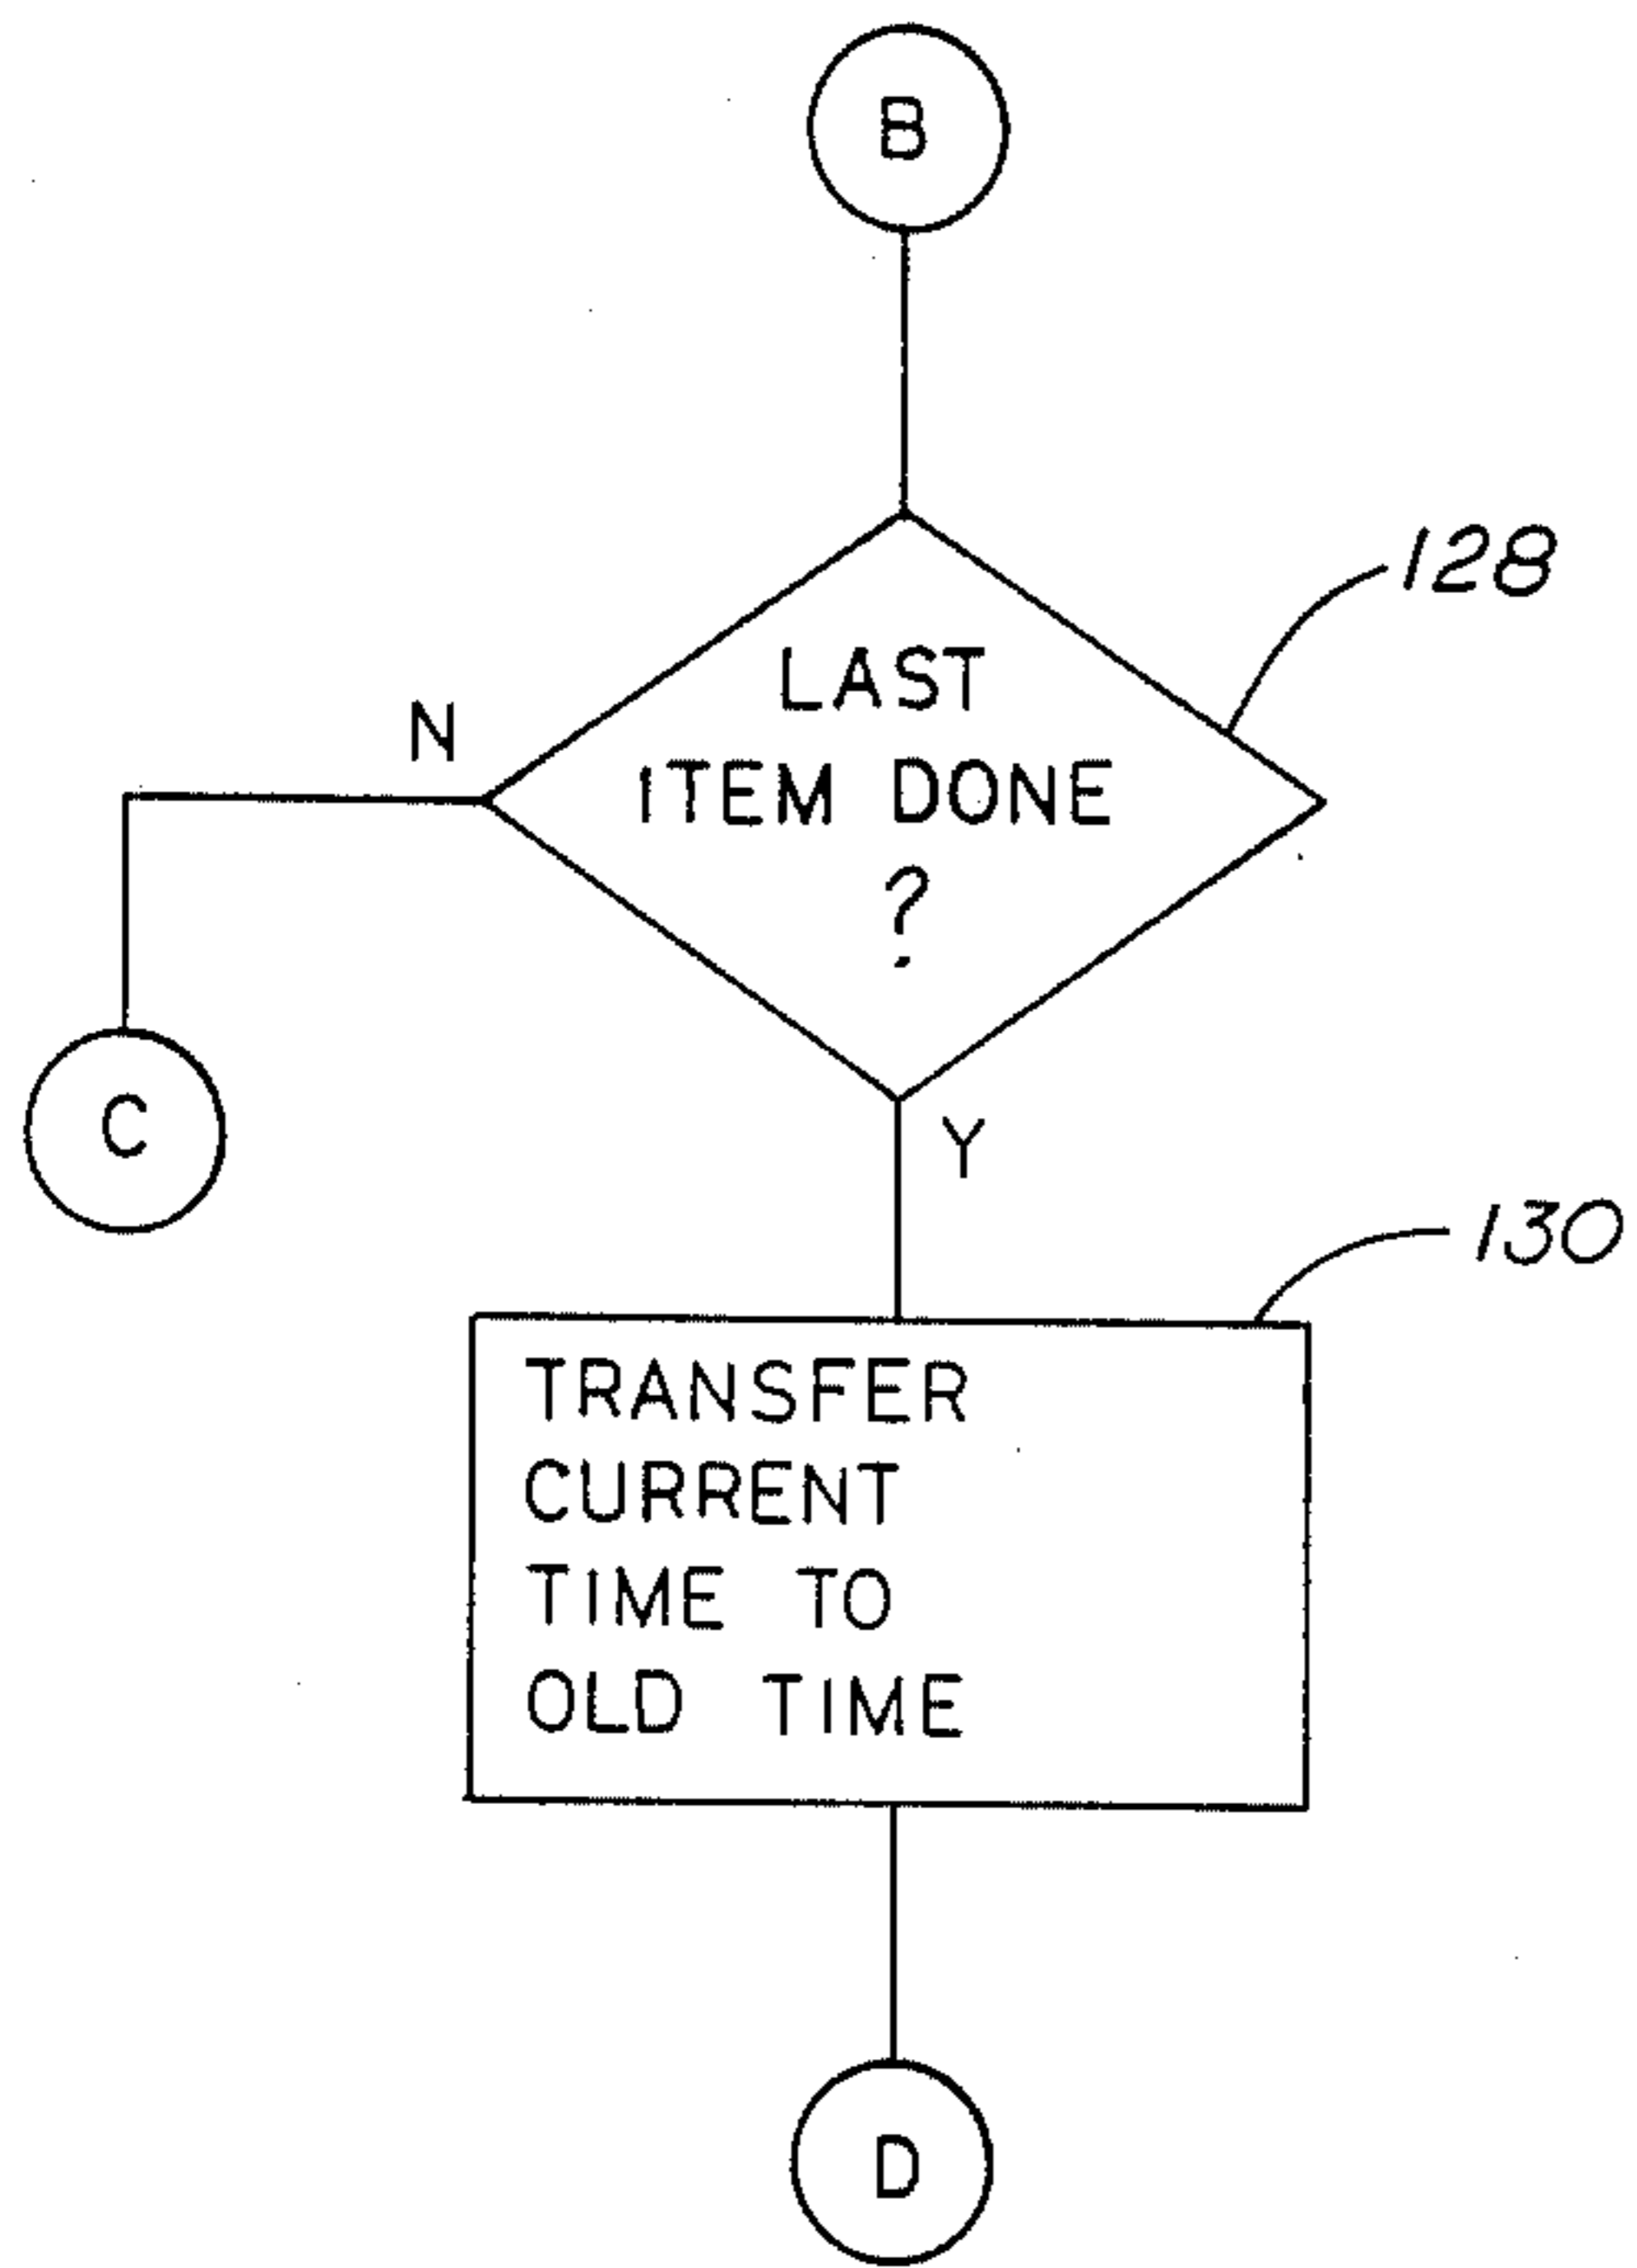 B
128
LAST
ITEM DONE
?
N
C
Y
130
TRANSFER
CURRENT
TIME TO
OLD TIME
D